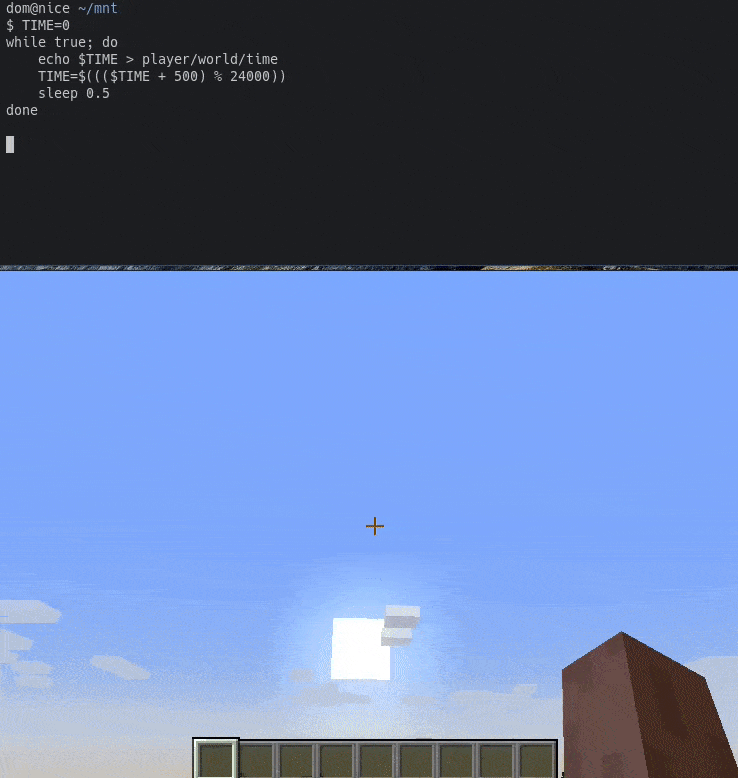 dom@nice ~/mnt
$ TIME=0
while true; do
    echo $TIME > player/world/time
    TIME=$((($TIME + 500) % 24000))
    sleep 0.5
done